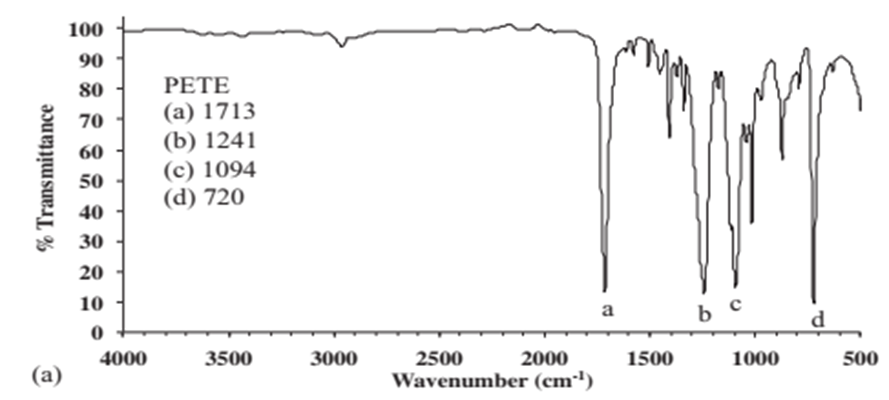 100
90
80
70
60
50
40
30
20
10
0
% Transmittance
PETE
(a) 1713
(b) 1241
(c) 1094
(d) 720
a
b
c
d
4000 3500 3000 2500 2000 1500 1000 500
Wavenumber (cm⁻¹)
(a)